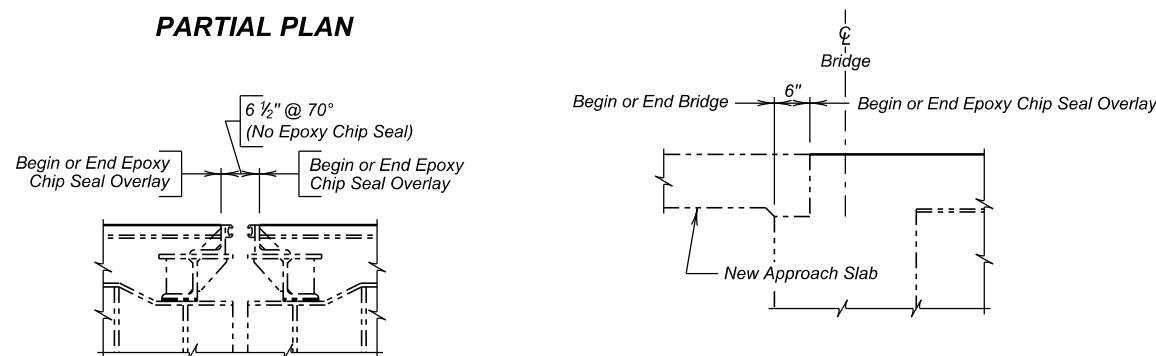 PARTIAL PLAN
6 ½" @ 70°
(No Epoxy Chip Seal)
Begin or End Epoxy
Chip Seal Overlay
Begin or End Epoxy
Chip Seal Overlay
℄
Bridge
Begin or End Bridge
6"
Begin or End Epoxy Chip Seal Overlay
New Approach Slab